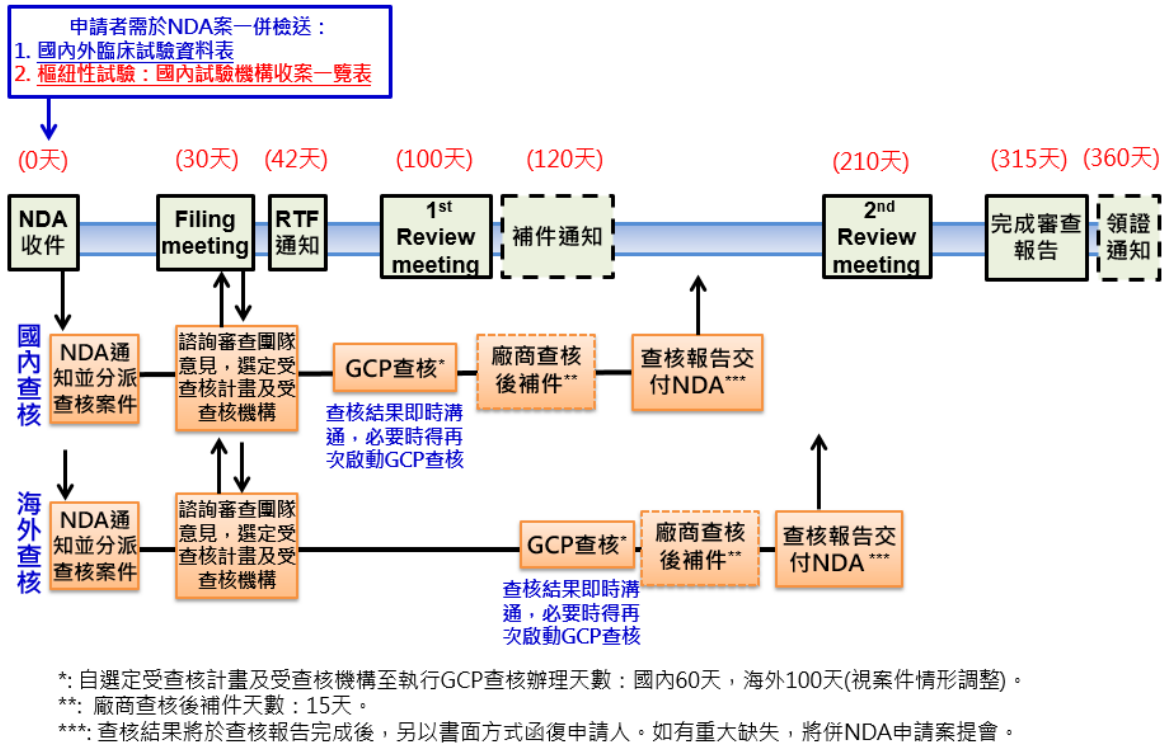 申請者需於NDA案一併檢送：
1. 國內外臨床試驗資料表
2. 樞紐性試驗：國內試驗機構收案一覽表
(0天)
(30天)
(42天)
(100天)
(120天)
(210天)
(315天)
(360天)
NDA
收件
Filing
meeting
RTF
通知
1st
Review
meeting
補件通知
2nd
Review
meeting
完成審查
報告
領證
通知
國內查核
NDA通
知並分派
查核案件
諮詢審查團隊
意見，選定受
查核計畫及受
查核機構
GCP查核*
查核結果即時溝
通，必要時得再
次啟動GCP查核
廠商查核
後補件**
查核報告交
付NDA***
海外查核
NDA通
知並分派
查核案件
諮詢審查團隊
意見，選定受
查核計畫及受
查核機構
GCP查核*
查核結果即時溝
通，必要時得再
次啟動GCP查核
廠商查核
後補件**
查核報告交
付NDA ***
*: 自選定受查核計畫及受查核機構至執行GCP查核辦理天數：國內60天，海外100天(視案件情形調整)。
**: 廠商查核後補件天數：15天。
***: 查核結果將於查核報告完成後，另以書面方式函復申請人。如有重大缺失，將併NDA申請案提會。